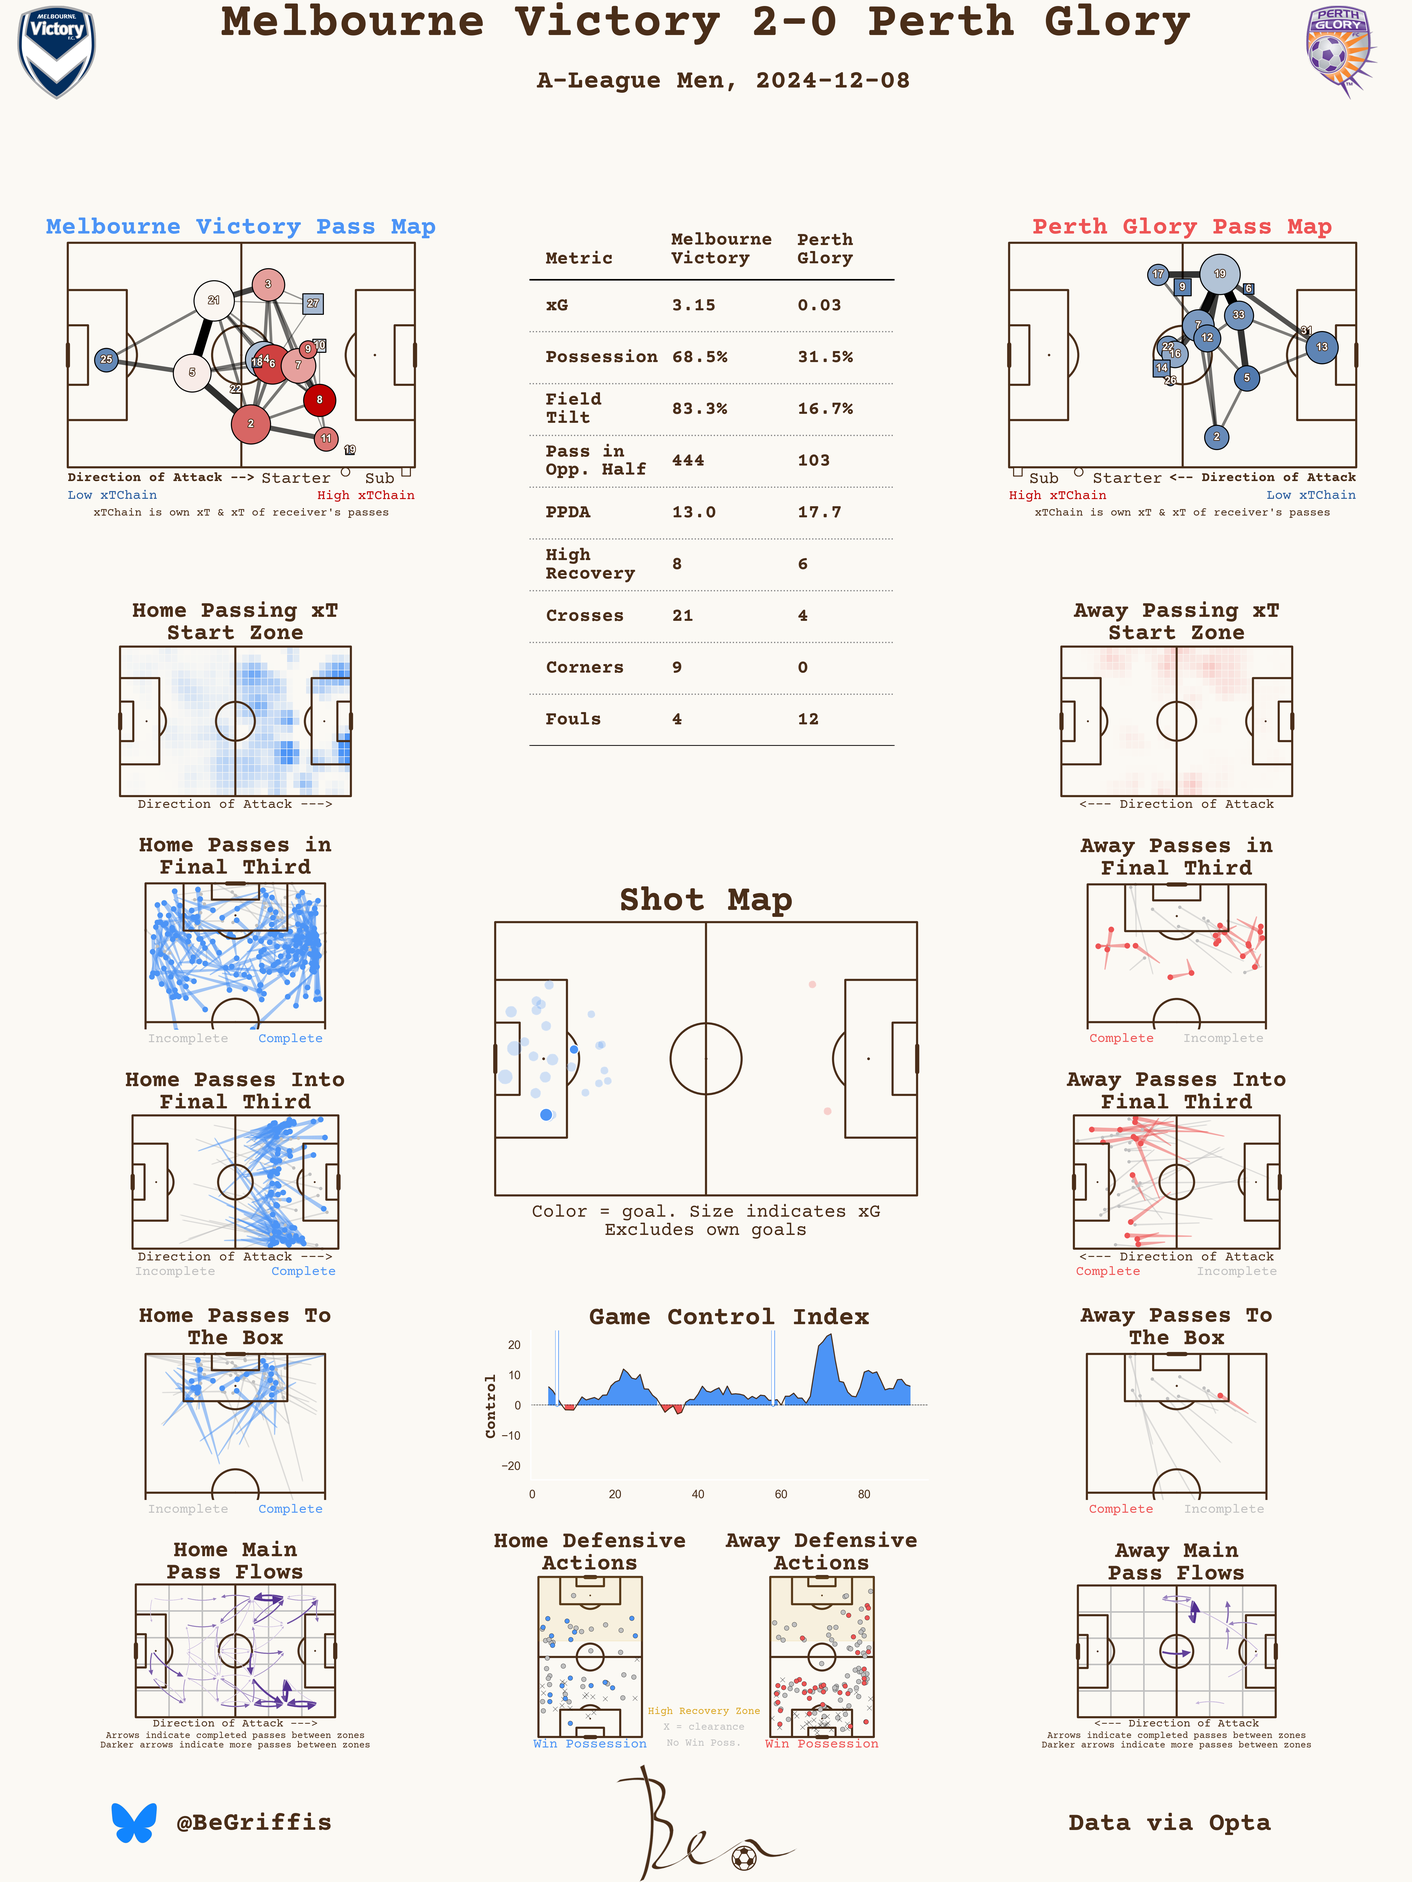 Melbourne Victory 2-0 Perth Glory
A-League Men, 2024-12-08
MELBOURNE
Victory
F.C.
PERTH
GLORY
FC
Melbourne Victory Pass Map
21
3
27
25
5
14
18
6
7
9
10
22
2
8
11
19
Direction of Attack --> Starter Sub
Low xTChain High xTChain
xTChain is own xT & xT of receiver's passes
Metric Melbourne Victory Perth Glory
xG 3.15 0.03
Possession 68.5% 31.5%
Field Tilt 83.3% 16.7%
Pass in Opp. Half 444 103
PPDA 13.0 17.7
High Recovery 8 6
Crosses 21 4
Corners 9 0
Fouls 4 12
Perth Glory Pass Map
17
9
19
6
33
7
12
31
13
22
16
14
26
5
2
Sub Starter <-- Direction of Attack
High xTChain Low xTChain
xTChain is own xT & xT of receiver's passes
Home Passing xT
Start Zone
Direction of Attack --->
Away Passing xT
Start Zone
<--- Direction of Attack
Home Passes in
Final Third
Incomplete Complete
Away Passes in
Final Third
Complete Incomplete
Shot Map
Color = goal. Size indicates xG
Excludes own goals
Home Passes Into
Final Third
Direction of Attack --->
Incomplete Complete
Away Passes Into
Final Third
<--- Direction of Attack
Complete Incomplete
Home Passes To
The Box
Incomplete Complete
Game Control Index
Control
20
10
0
−10
−20
0 20 40 60 80
Away Passes To
The Box
Complete Incomplete
Home Main
Pass Flows
Direction of Attack --->
Arrows indicate completed passes between zones
Darker arrows indicate more passes between zones
Home Defensive
Actions
Win Possession
Away Defensive
Actions
Win Possession
High Recovery Zone
X = clearance
No Win Poss.
Away Main
Pass Flows
<--- Direction of Attack
Arrows indicate completed passes between zones
Darker arrows indicate more passes between zones
@BeGriffis
Ben
Data via Opta